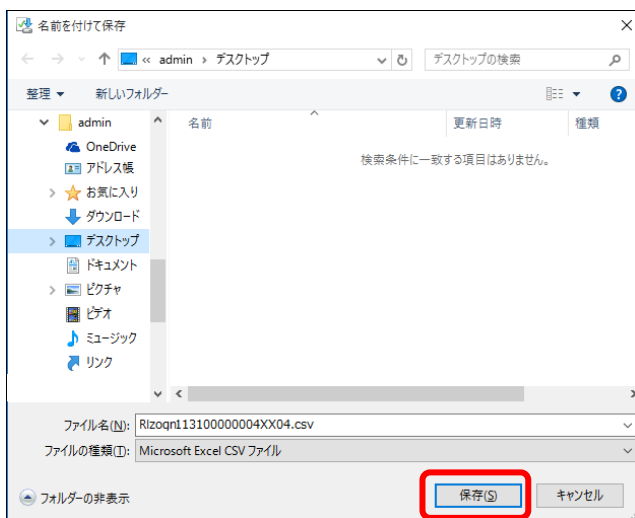 名前を付けて保存
« admin › デスクトップ
デスクトップの検索
整理
新しいフォルダー
名前
更新日時
種類
検索条件に一致する項目はありません。
admin
OneDrive
アドレス帳
お気に入り
ダウンロード
デスクトップ
ドキュメント
ピクチャ
ビデオ
ミュージック
リンク
ファイル名(N): RIzogn113100000004XX04.csv
ファイルの種類(T): Microsoft Excel CSV ファイル
フォルダーの非表示
保存(S)
キャンセル